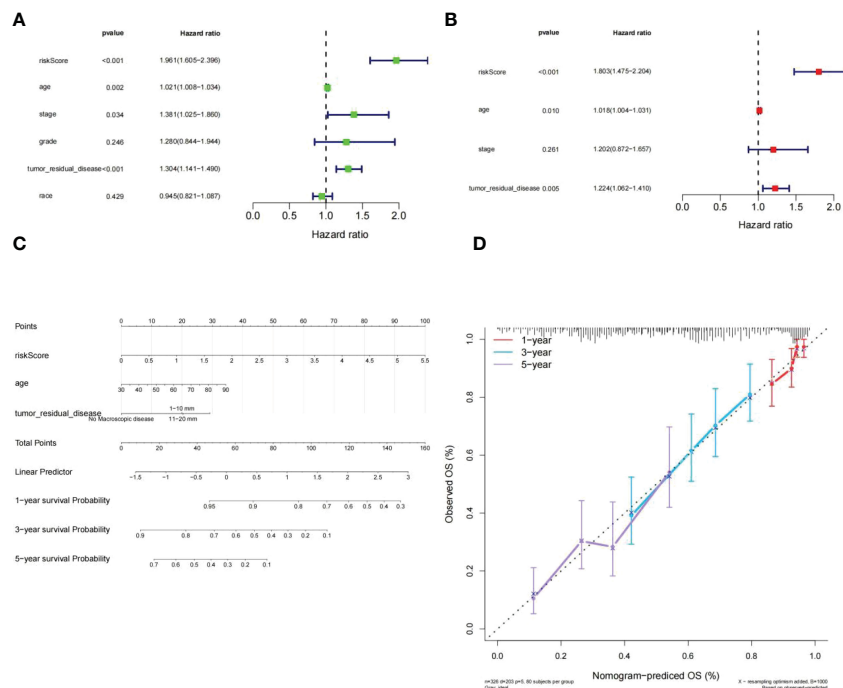 A
pvalue Hazard ratio
riskScore <0.001 1.961(1.605−2.396)
age 0.002 1.021(1.008−1.034)
stage 0.034 1.381(1.025−1.860)
grade 0.246 1.280(0.844−1.944)
tumor_residual_disease<0.001 1.304(1.141−1.490)
race 0.429 0.945(0.821−1.087)
0.0 0.5 1.0 1.5 2.0
Hazard ratio
B
pvalue Hazard ratio
riskScore <0.001 1.803(1.475−2.204)
age 0.010 1.018(1.004−1.031)
stage 0.261 1.202(0.872−1.657)
tumor_residual_disease 0.005 1.224(1.062−1.410)
0.0 0.5 1.0 1.5 2.0
Hazard ratio
C
Points 0 10 20 30 40 50 60 70 80 90 100
riskScore 0 0.5 1 1.5 2 2.5 3 3.5 4 4.5 5 5.5
age 30 40 50 60 70 80 90
tumor_residual_disease 1−10 mm
No Macroscopic disease 11−20 mm
Total Points 0 20 40 60 80 100 120 140 160
Linear Predictor −1.5 −1 −0.5 0 0.5 1 1.5 2 2.5 3
1−year survival Probability 0.95 0.9 0.8 0.7 0.6 0.5 0.4 0.3
3−year survival Probability 0.9 0.8 0.7 0.6 0.5 0.4 0.3 0.2 0.1
5−year survival Probability 0.7 0.6 0.5 0.4 0.3 0.2 0.1
D
1−year
3−year
5−year
Observed OS (%)
1.0
0.8
0.6
0.4
0.2
0.0
0.0 0.2 0.4 0.6 0.8 1.0
Nomogram−prediced OS (%)
n=326 d=203 p=5, 80 subjects per group
X − resampling optimism added, B=1000
Based on observed−predicted